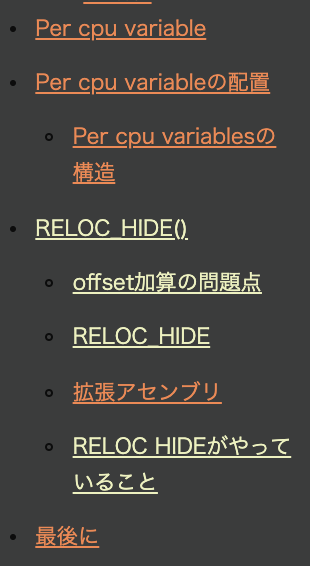 Per cpu variable
Per cpu variableの配置
Per cpu variablesの
構造
RELOC_HIDE()
offset加算の問題点
RELOC_HIDE
拡張アセンブリ
RELOC HIDEがやって
いること
最後に